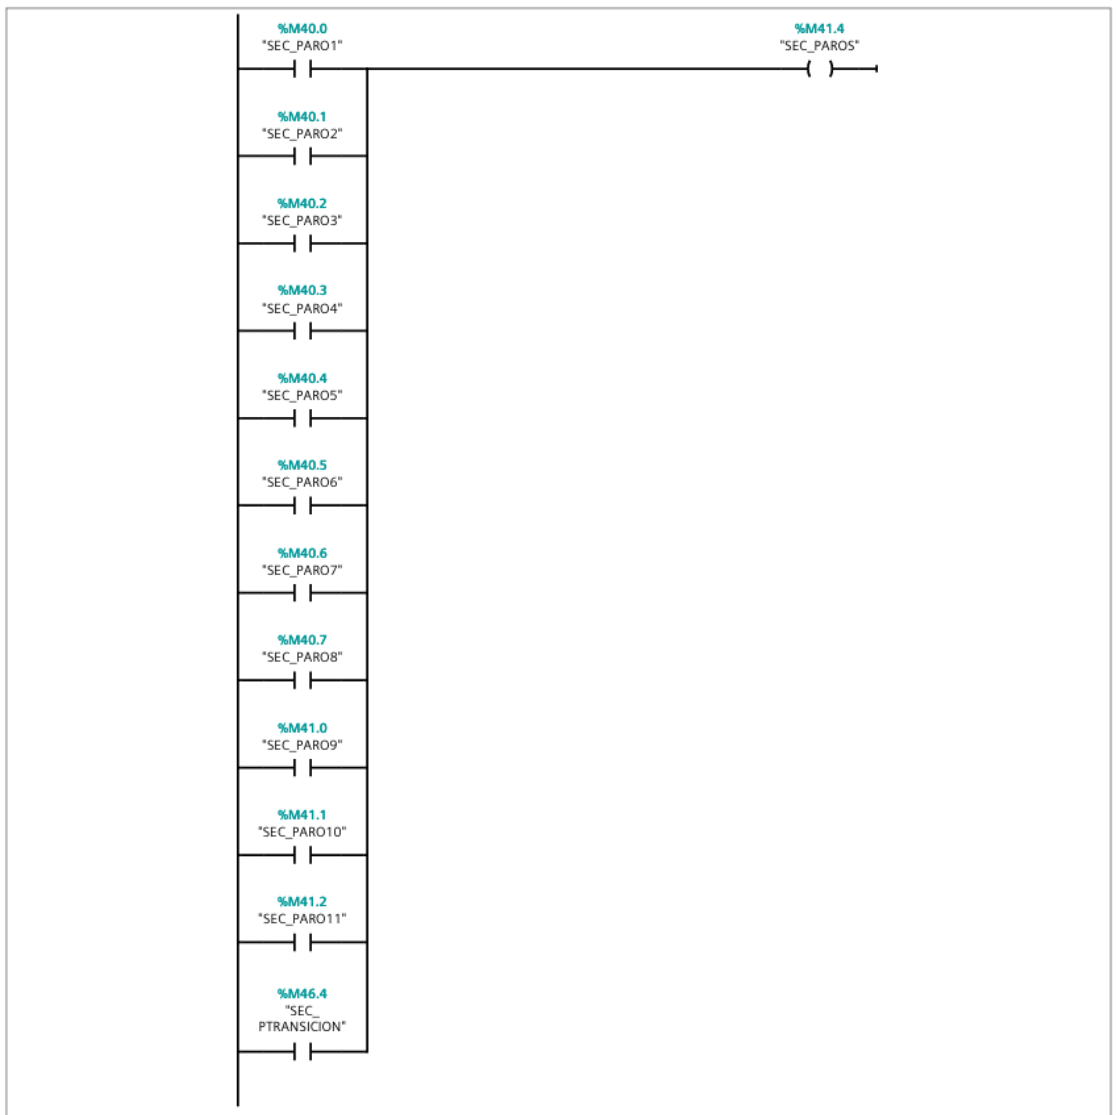 %M40.0
"SEC_PARO1"
%M41.4
"SEC_PAROS"
%M40.1
"SEC_PARO2"
%M40.2
"SEC_PARO3"
%M40.3
"SEC_PARO4"
%M40.4
"SEC_PARO5"
%M40.5
"SEC_PARO6"
%M40.6
"SEC_PARO7"
%M40.7
"SEC_PARO8"
%M41.0
"SEC_PARO9"
%M41.1
"SEC_PARO10"
%M41.2
"SEC_PARO11"
%M46.4
"SEC_
PTRANSICION"